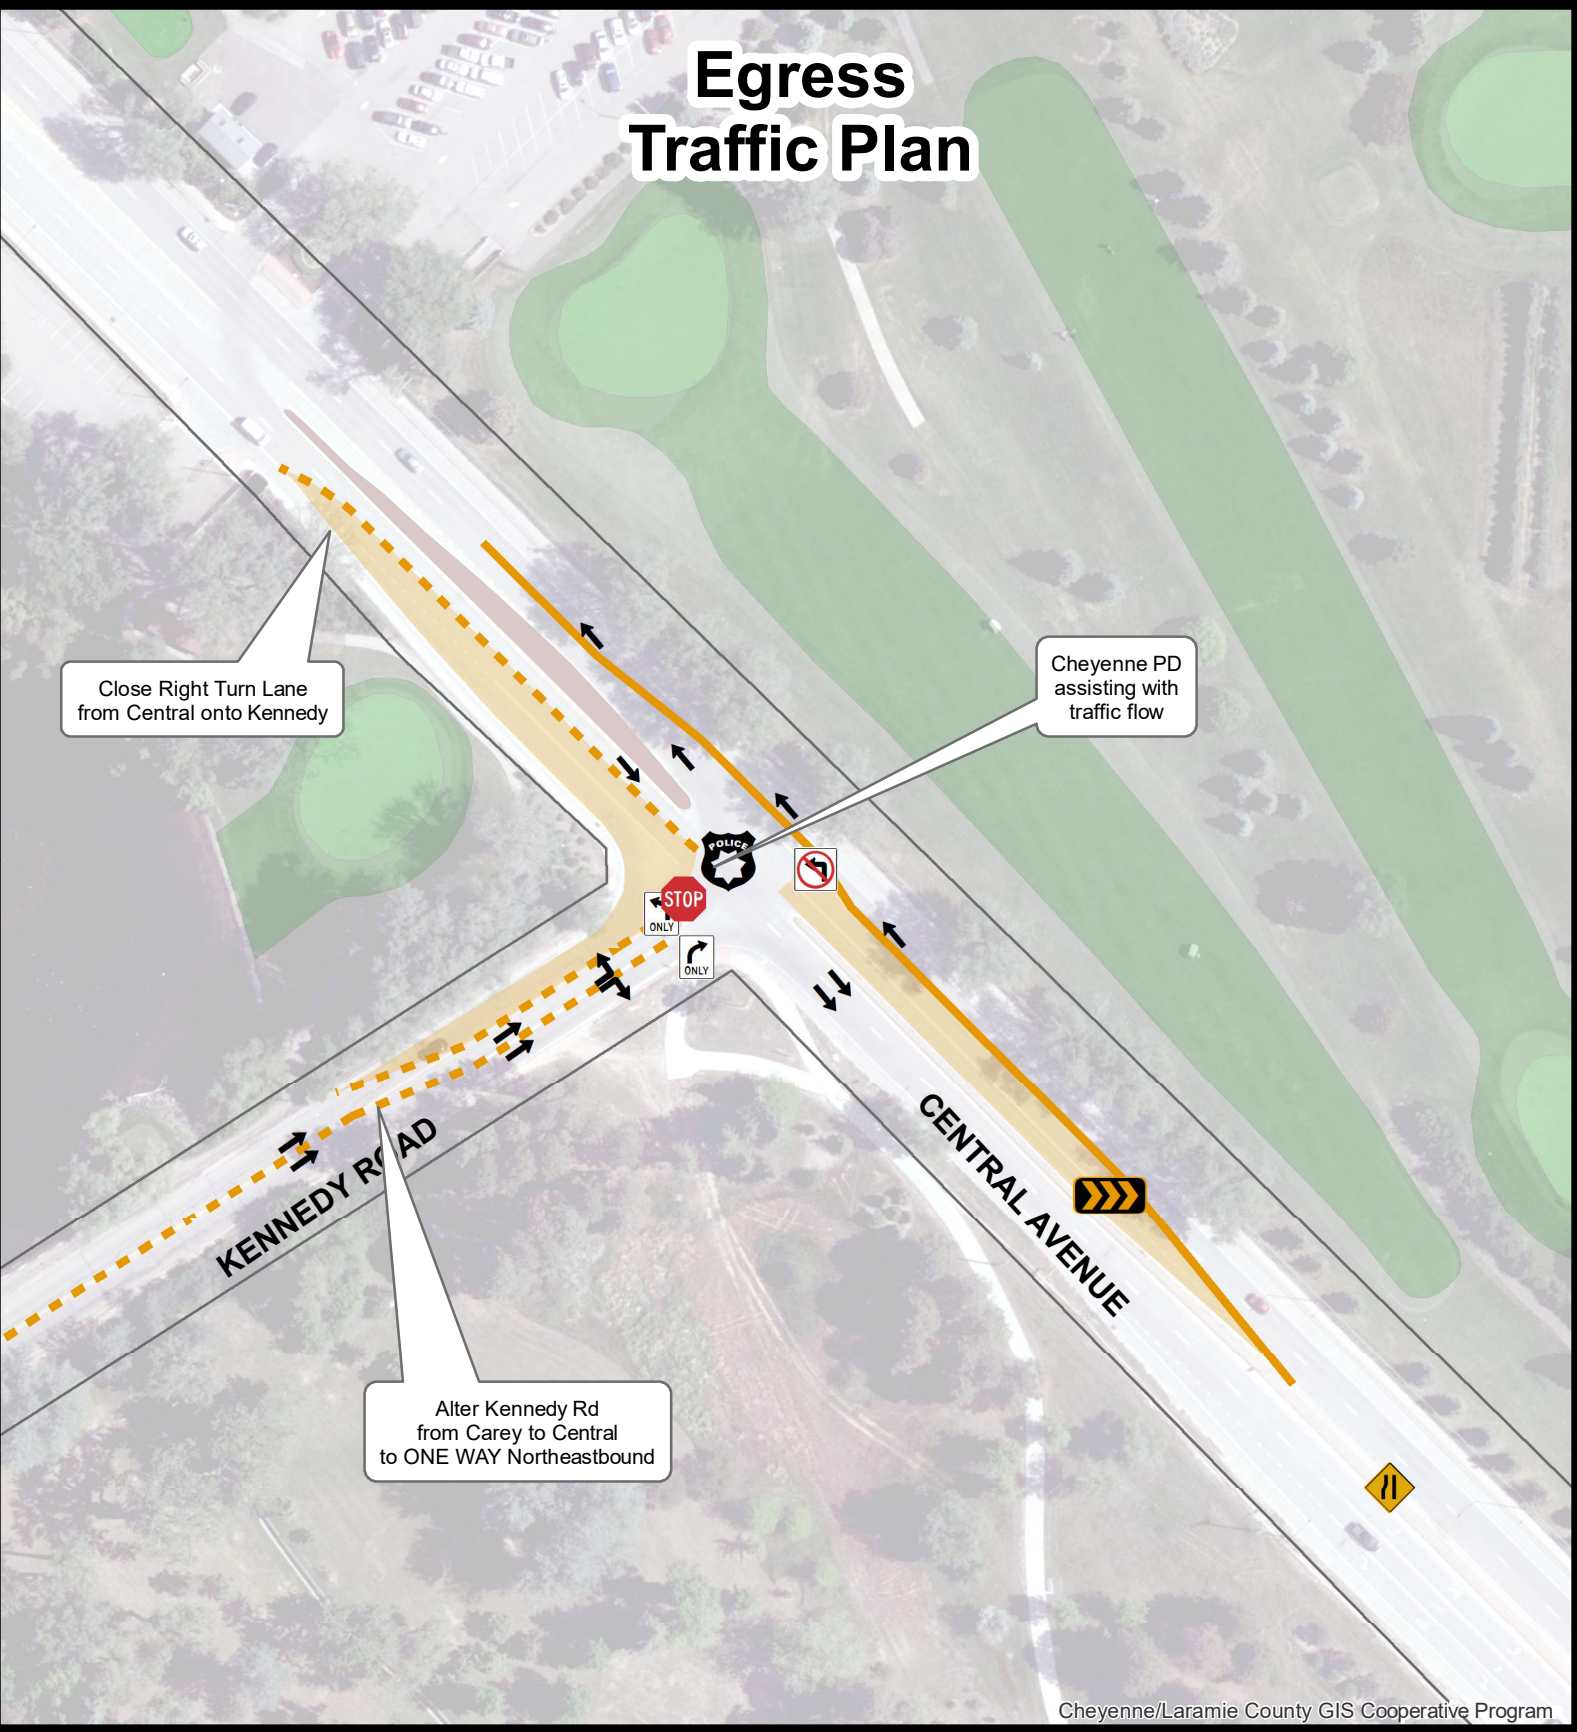 Egress
Traffic Plan
Close Right Turn Lane
from Central onto Kennedy
Cheyenne PD
assisting with
traffic flow
POLICE
STOP
ONLY
ONLY
KENNEDY ROAD
CENTRAL AVENUE
Alter Kennedy Rd
from Carey to Central
to ONE WAY Northeastbound
Cheyenne/Laramie County GIS Cooperative Program